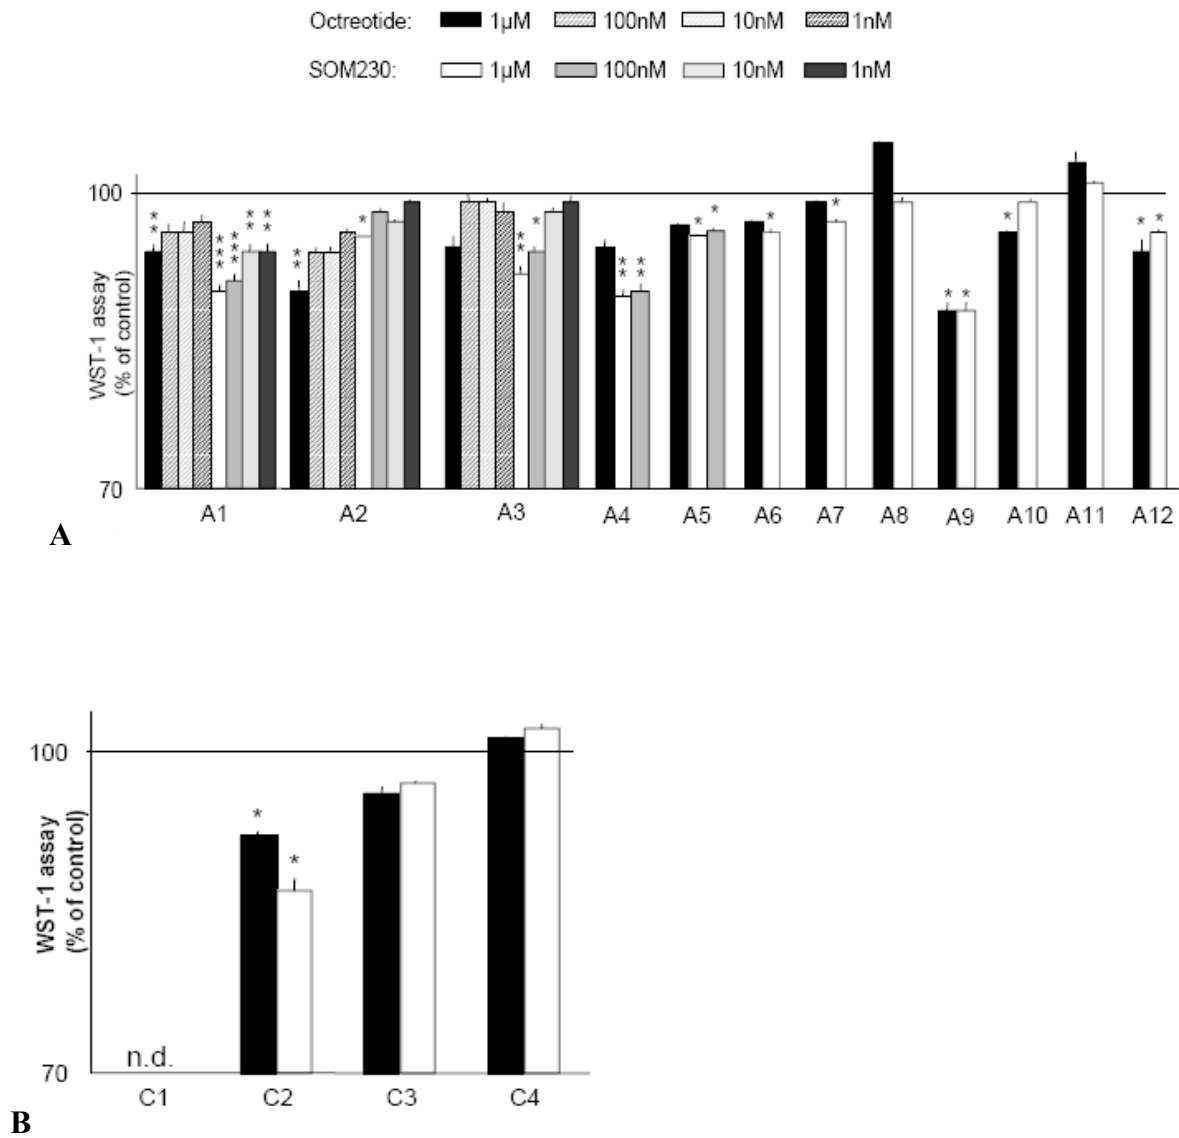 Octreotide: 1µM 100nM 10nM 1nM
SOM230: 1µM 100nM 10nM 1nM
100
WST-1 assay
(% of control)
70
A1 A2 A3 A4 A5 A6 A7 A8 A9 A10 A11 A12
A
100
WST-1 assay
(% of control)
n.d.
70
C1 C2 C3 C4
B